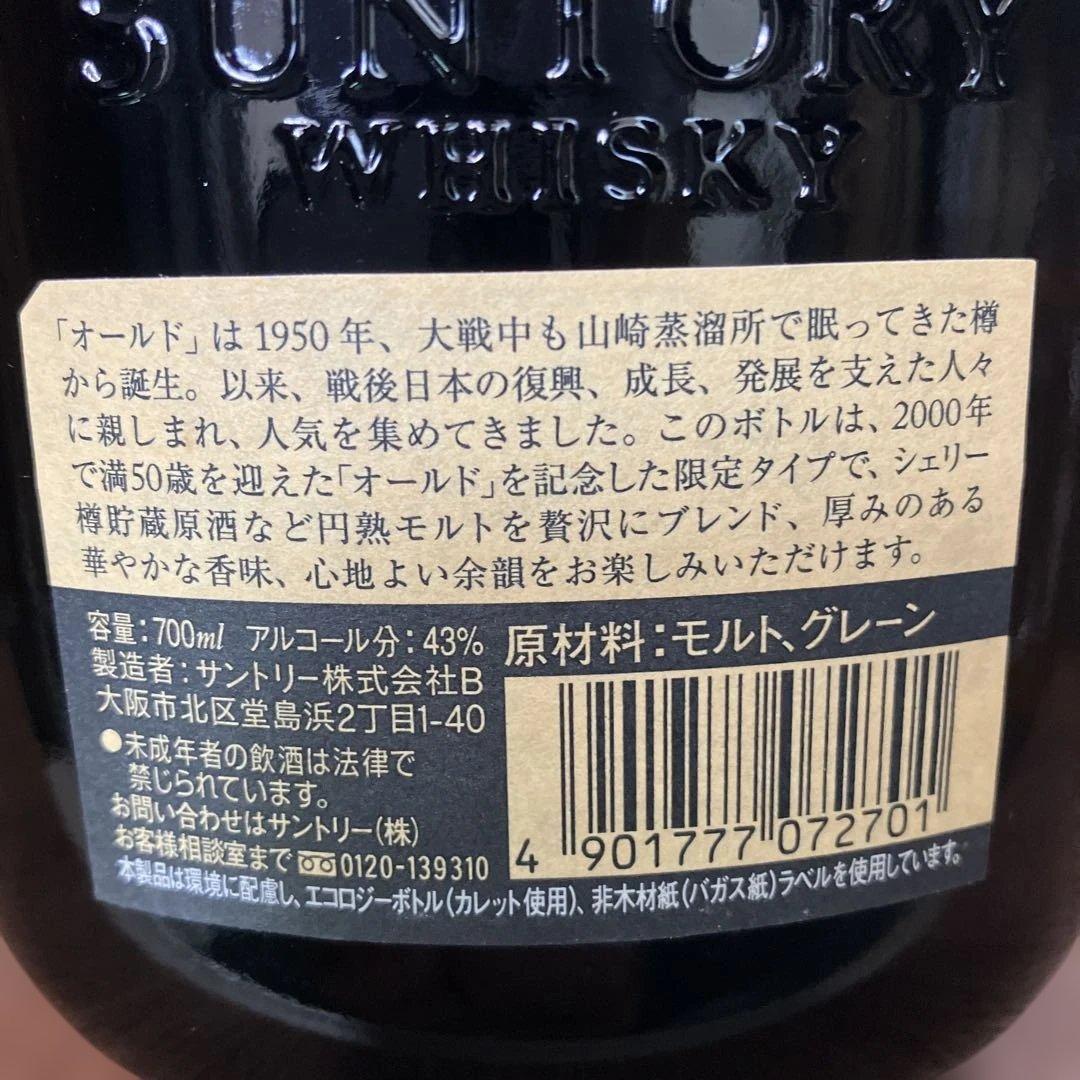 SUNTORY
WHISKY
「オールド」は1950年、大戦中も山崎蒸溜所で眠ってきた樽
から誕生。以来、戦後日本の復興、成長、発展を支えた人々
に親しまれ、人気を集めてきました。このボトルは、2000年
で満50歳を迎えた「オールド」を記念した限定タイプで、シェリー
樽貯蔵原酒など円熟モルトを贅沢にブレンド、厚みのある
華やかな香味、心地よい余韻をお楽しみいただけます。
容量:700ml アルコール分:43%
製造者:サントリー株式会社B
大阪市北区堂島浜2丁目1-40
●未成年者の飲酒は法律で
禁じられています。
お問い合わせはサントリー(株)
お客様相談室まで 0120-139310
原材料:モルト、グレーン
4 901777 072701
本製品は環境に配慮し、エコロジーボトル(カレット使用)、非木材紙(バガス紙)ラベルを使用しています。